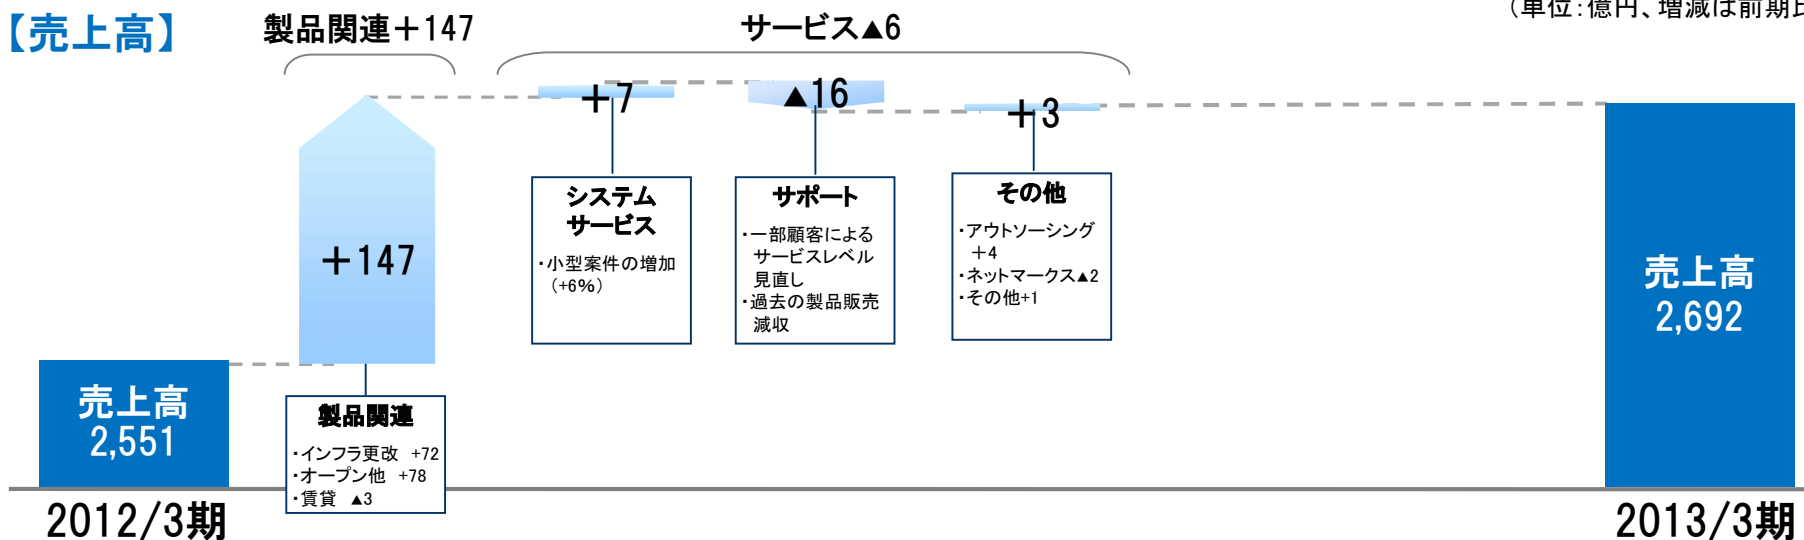 （単位：億円、増減は前期比
【売上高】
製品関連＋147
サービス▲6
＋7
▲16
＋3
＋147
システム
サービス
・小型案件の増加
（+6%）
サポート
・一部顧客による
サービスレベル
見直し
・過去の製品販売
減収
その他
・アウトソーシング
＋4
・ネットマークス▲2
・その他+1
売上高
2,551
製品関連
・インフラ更改 +72
・オープン他 +78
・賃貸 ▲3
売上高
2,692
2012/3期
2013/3期